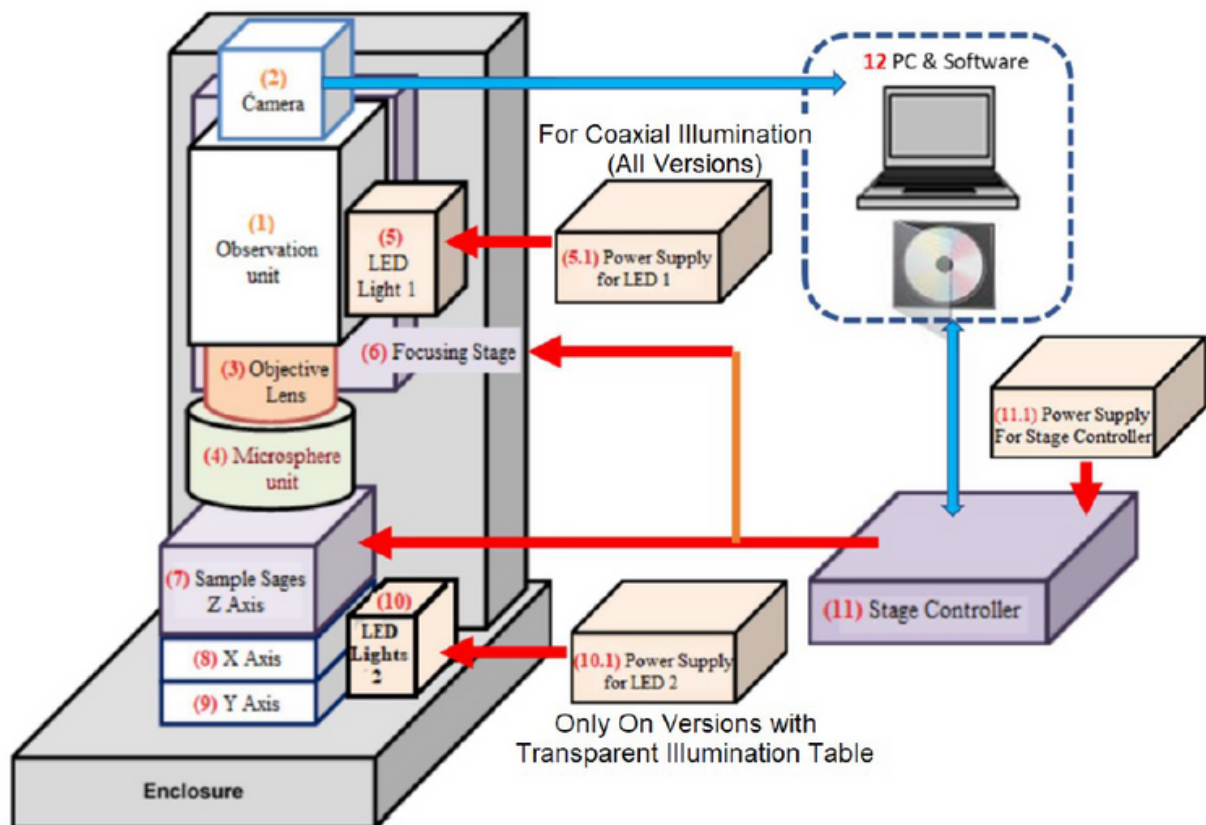 (2)
Camera
12 PC & Software
For Coaxial Illumination
(All Versions)
(1)
Observation
unit
(5)
LED
Light 1
(5.1) Power Supply
for LED 1
(6) Focusing Stage
(3) Objective
Lens
(4) Microsphere
unit
(11.1) Power Supply
For Stage Controller
(7) Sample Sages
Z Axis
(8) X Axis
(9) Y Axis
(10)
LED
Lights
2
(10.1) Power Supply
for LED 2
(11) Stage Controller
Only On Versions with
Transparent Illumination Table
Enclosure